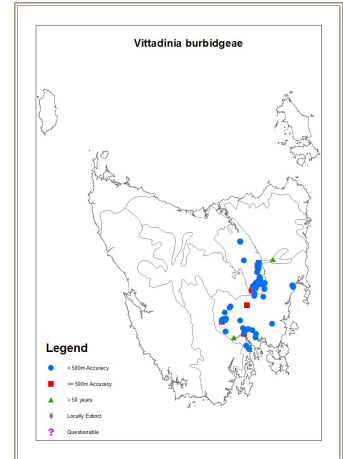 Vittadinia burbidgeae
Legend
< 500m Accuracy
>= 500m Accuracy
> 50 years
Locally Extinct
? Questionable